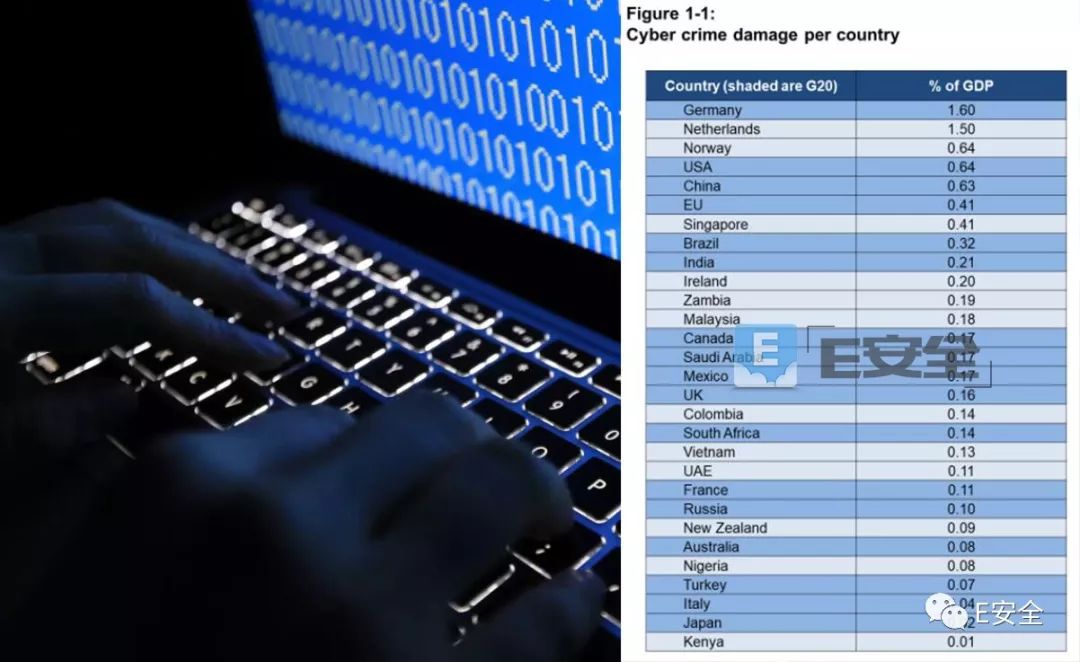 Figure 1-1:
Cyber crime damage per country
Country (shaded are G20) % of GDP
Germany 1.60
Netherlands 1.50
Norway 0.64
USA 0.64
China 0.63
EU 0.41
Singapore 0.41
Brazil 0.32
India 0.21
Ireland 0.20
Zambia 0.19
Malaysia 0.18
Canada 0.17
Saudi Arabia 0.17
Mexico 0.17
UK 0.16
Colombia 0.14
South Africa 0.14
Vietnam 0.13
UAE 0.11
France 0.11
Russia 0.10
New Zealand 0.09
Australia 0.08
Nigeria 0.08
Turkey 0.07
Italy
Japan
Kenya 0.01
E安全
E安全
1010101010101
R T Y
6 7 8 9 0
X C V G H
O P